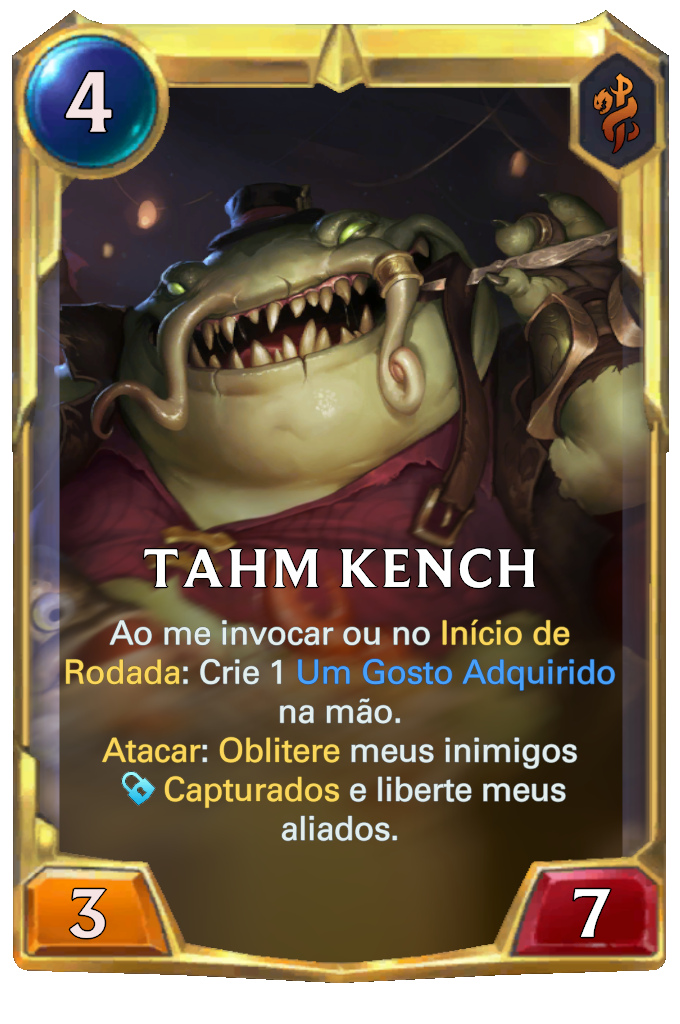 4
TAHM KENCH
Ao me invocar ou no Início de
Rodada: Crie 1 Um Gosto Adquirido
na mão.
Atacar: Oblitere meus inimigos
Capturados e liberte meus
aliados.
3
7